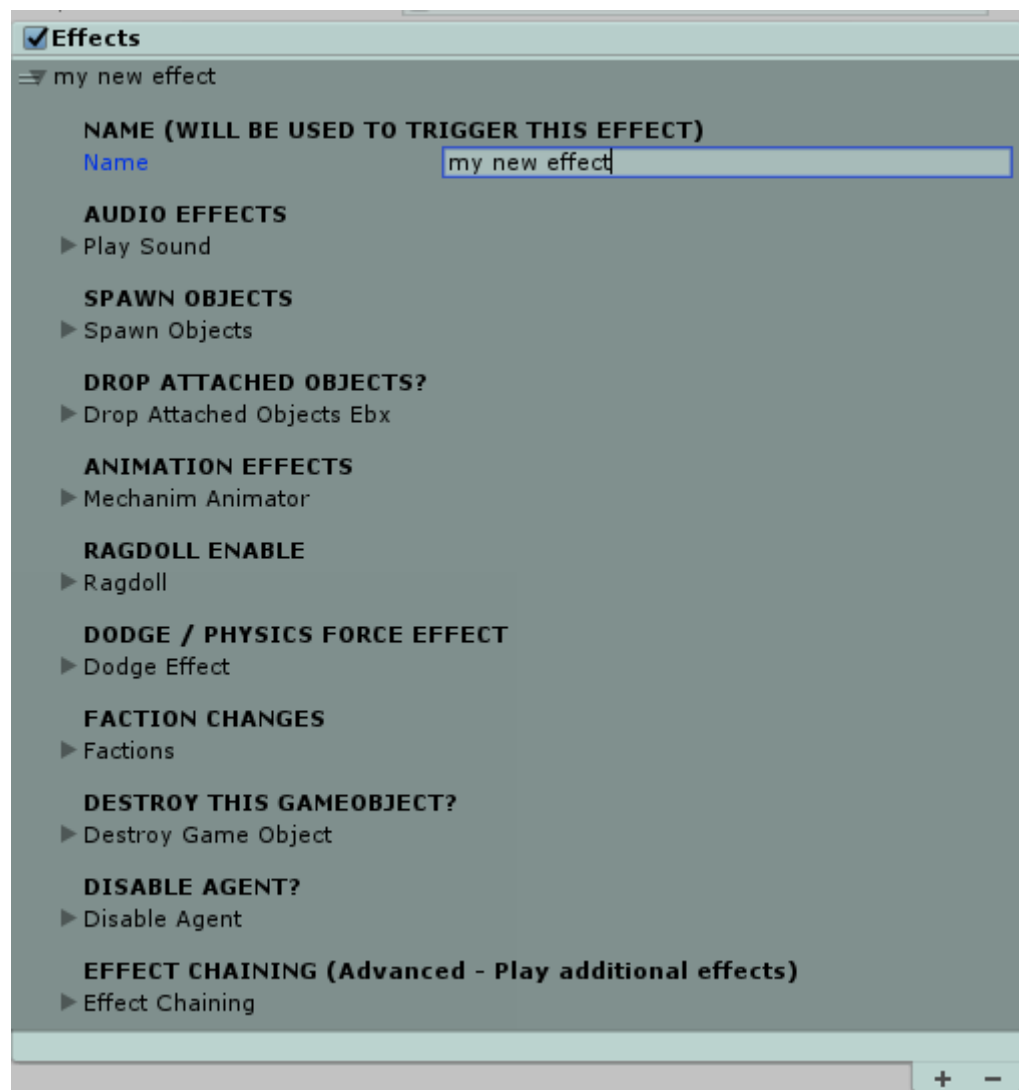 Effects
my new effect
NAME (WILL BE USED TO TRIGGER THIS EFFECT)
Name my new effect
AUDIO EFFECTS
Play Sound
SPAWN OBJECTS
Spawn Objects
DROP ATTACHED OBJECTS?
Drop Attached Objects Ebx
ANIMATION EFFECTS
Mechanim Animator
RAGDOLL ENABLE
Ragdoll
DODGE / PHYSICS FORCE EFFECT
Dodge Effect
FACTION CHANGES
Factions
DESTROY THIS GAMEOBJECT?
Destroy Game Object
DISABLE AGENT?
Disable Agent
EFFECT CHAINING (Advanced - Play additional effects)
Effect Chaining
+ -